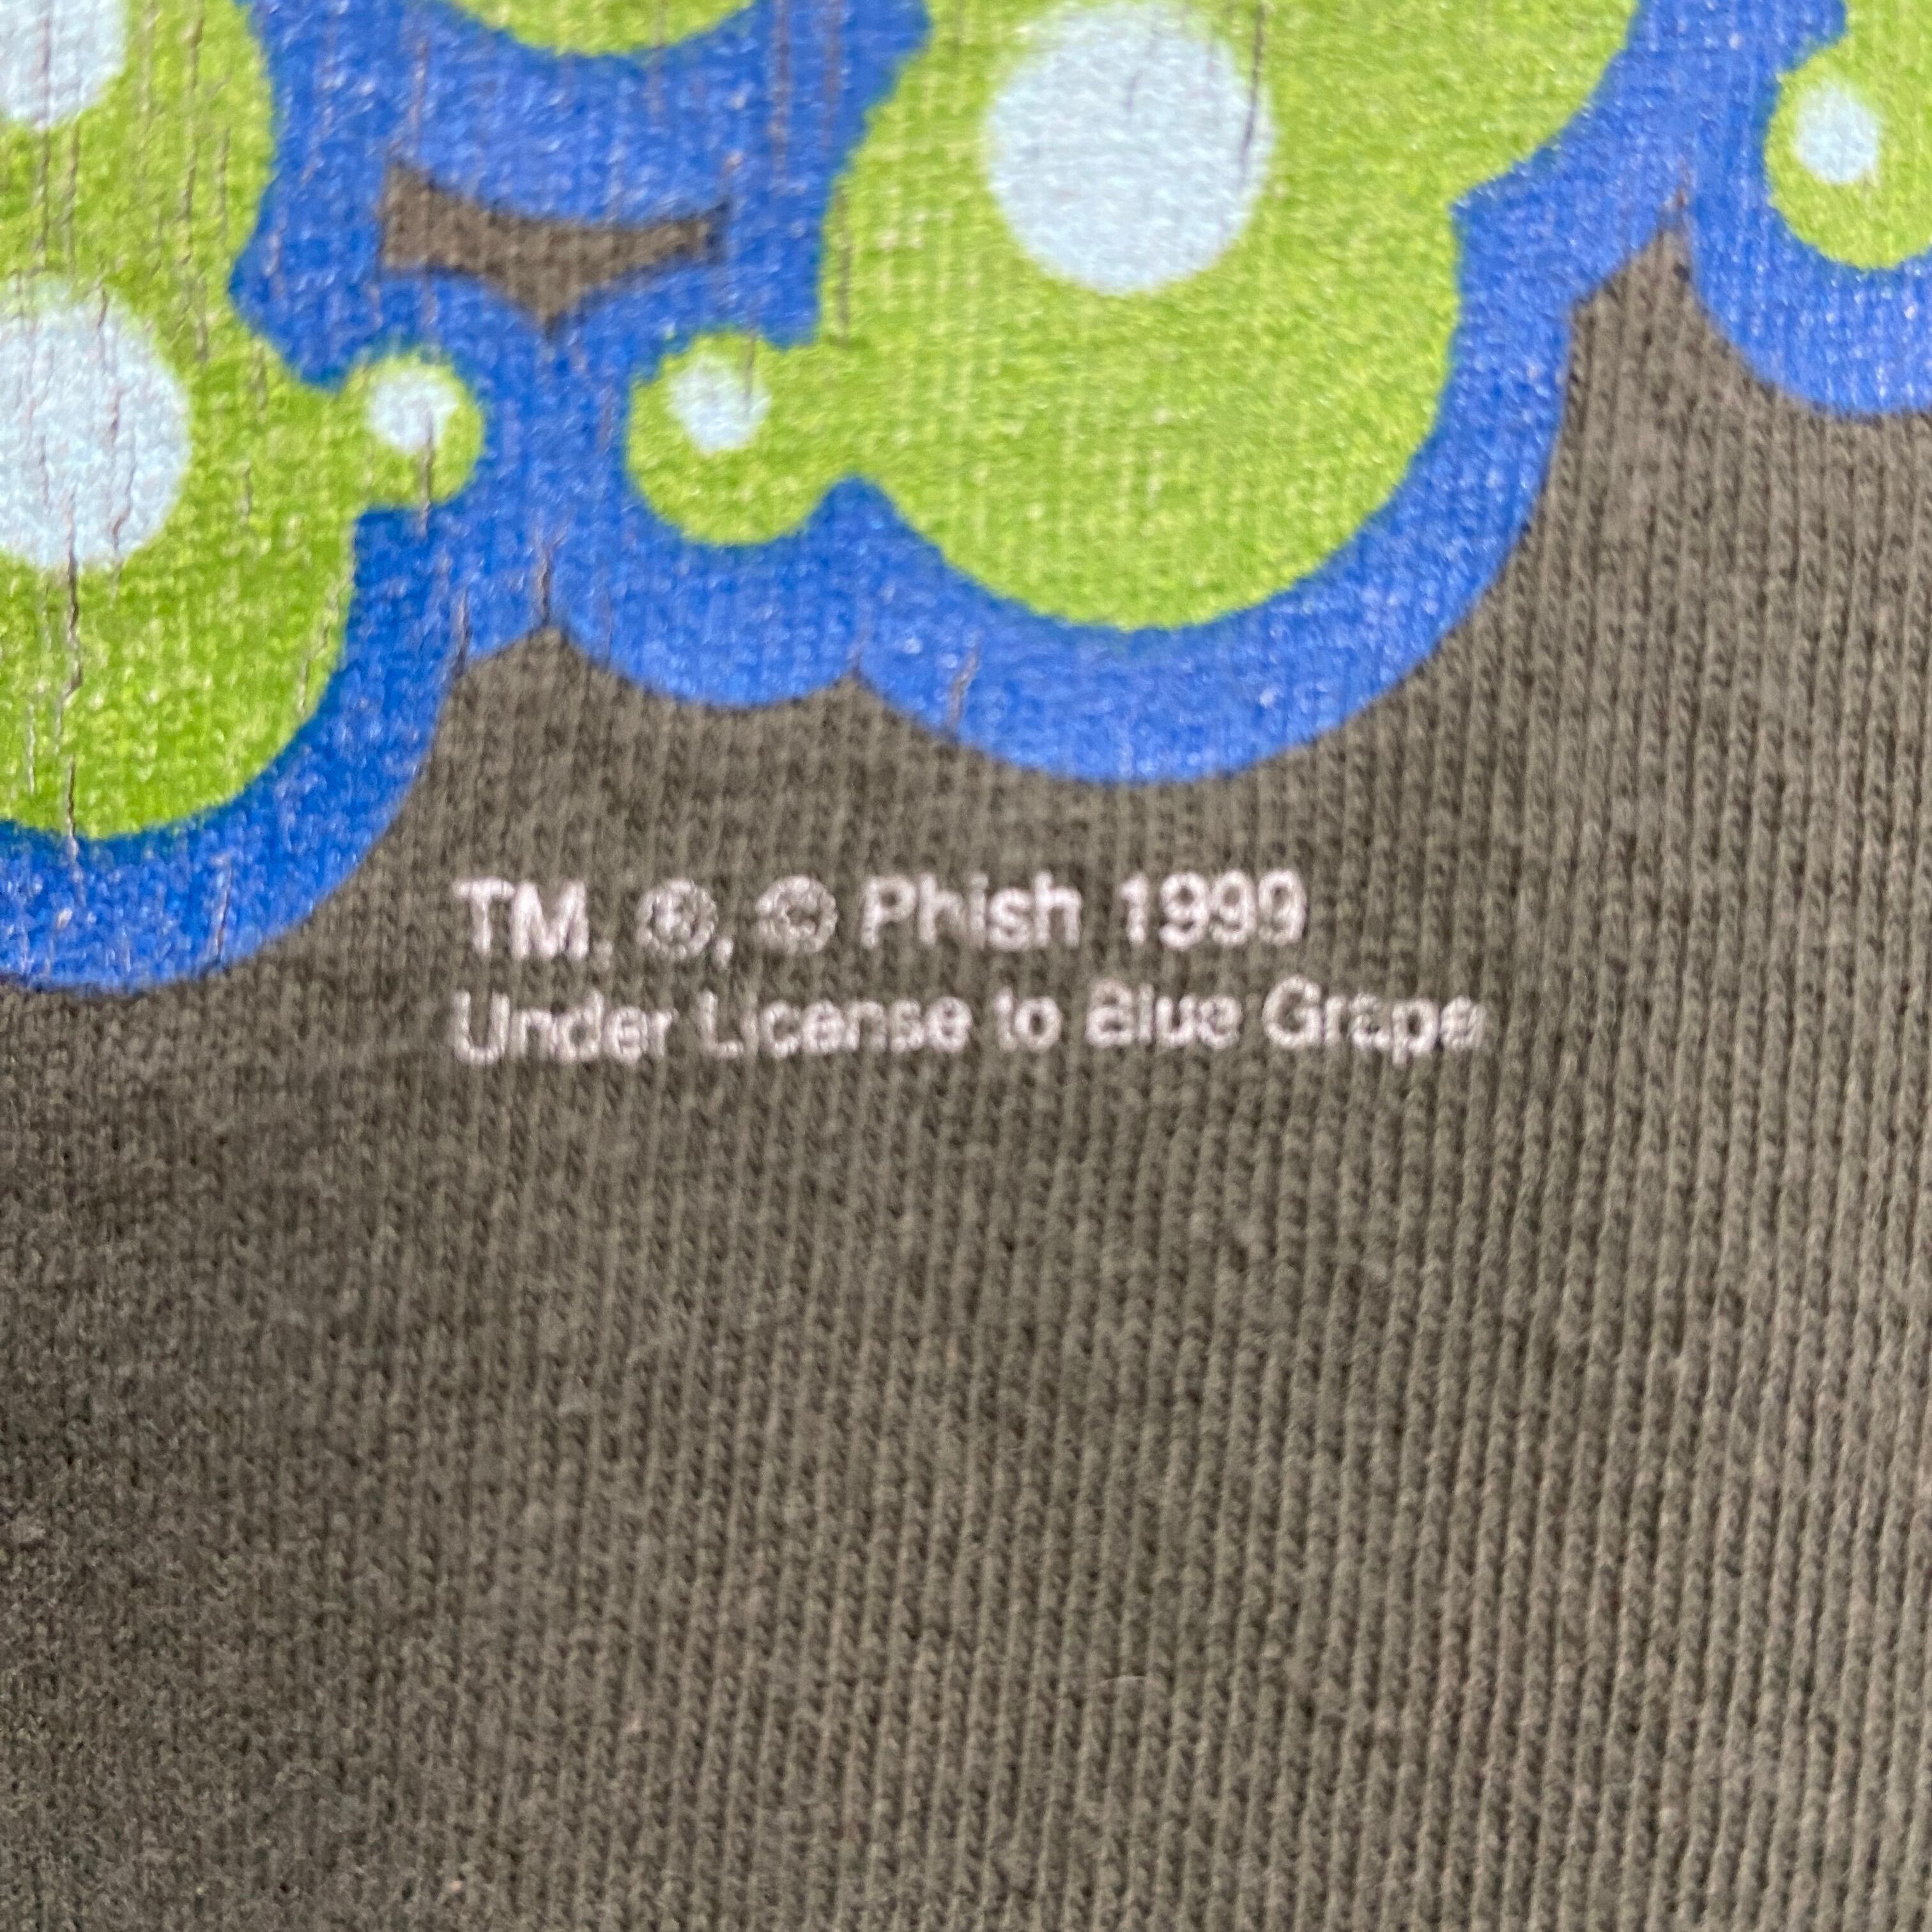 TM, ®, © Phish 1999
Under License to Blue Grape